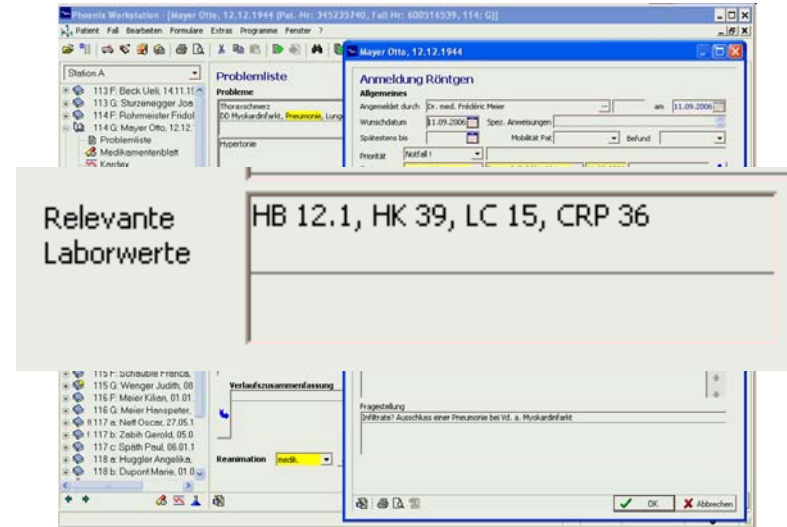 Phoenix Workstation - [Mayer Otto, 12.12.1944 (Pat.-Nr: 345235740, Fall Nr: 600516539, 114: G)]
Patient Fall Bearbeiten Formulare Extras Programme Fenster ?
Station A
113 F: Beck Ueli, 14.11.15
113 G: Sturzenegger Joa
114 F: Rohrmeister Fridol
114 G: Mayer Otto, 12.12.
Problemliste
Medikamentenblatt
Kardex
Problemliste
Probleme
Thoraxschmerz
DD Myokardinfarkt, Pneumonie, Lunge
Hypertonie
Mayer Otto, 12.12.1944
Anmeldung Röntgen
Allgemeines
Angemeldet durch Dr. med. Frédéric Meier am 11.09.2006
Wunschdatum 11.09.2006 Spez. Anweisungen
Spätestens bis Mobilität Pat Befund
Priorität Notfall !
Relevante
Laborwerte
HB 12.1, HK 39, LC 15, CRP 36
115 F: Schäuble Franca,
115 G: Wenger Judith, 08
116 F: Meier Kilian, 01.01.
116 G: Meier Hanspeter,
117 a: Neff Oscar, 27.05.1
117 b: Zabih Gerold, 05.0
117 c: Späth Paul, 06.01.1
118 a: Huggler Angelika,
118 b: Dupont Marie, 01.0
Verlaufszusammenfassung
Reanimation medik.
Fragestellung
Infiltrate? Ausschluss einer Pneumonie bei Vd. a. Myokardinfarkt
OK Abbrechen